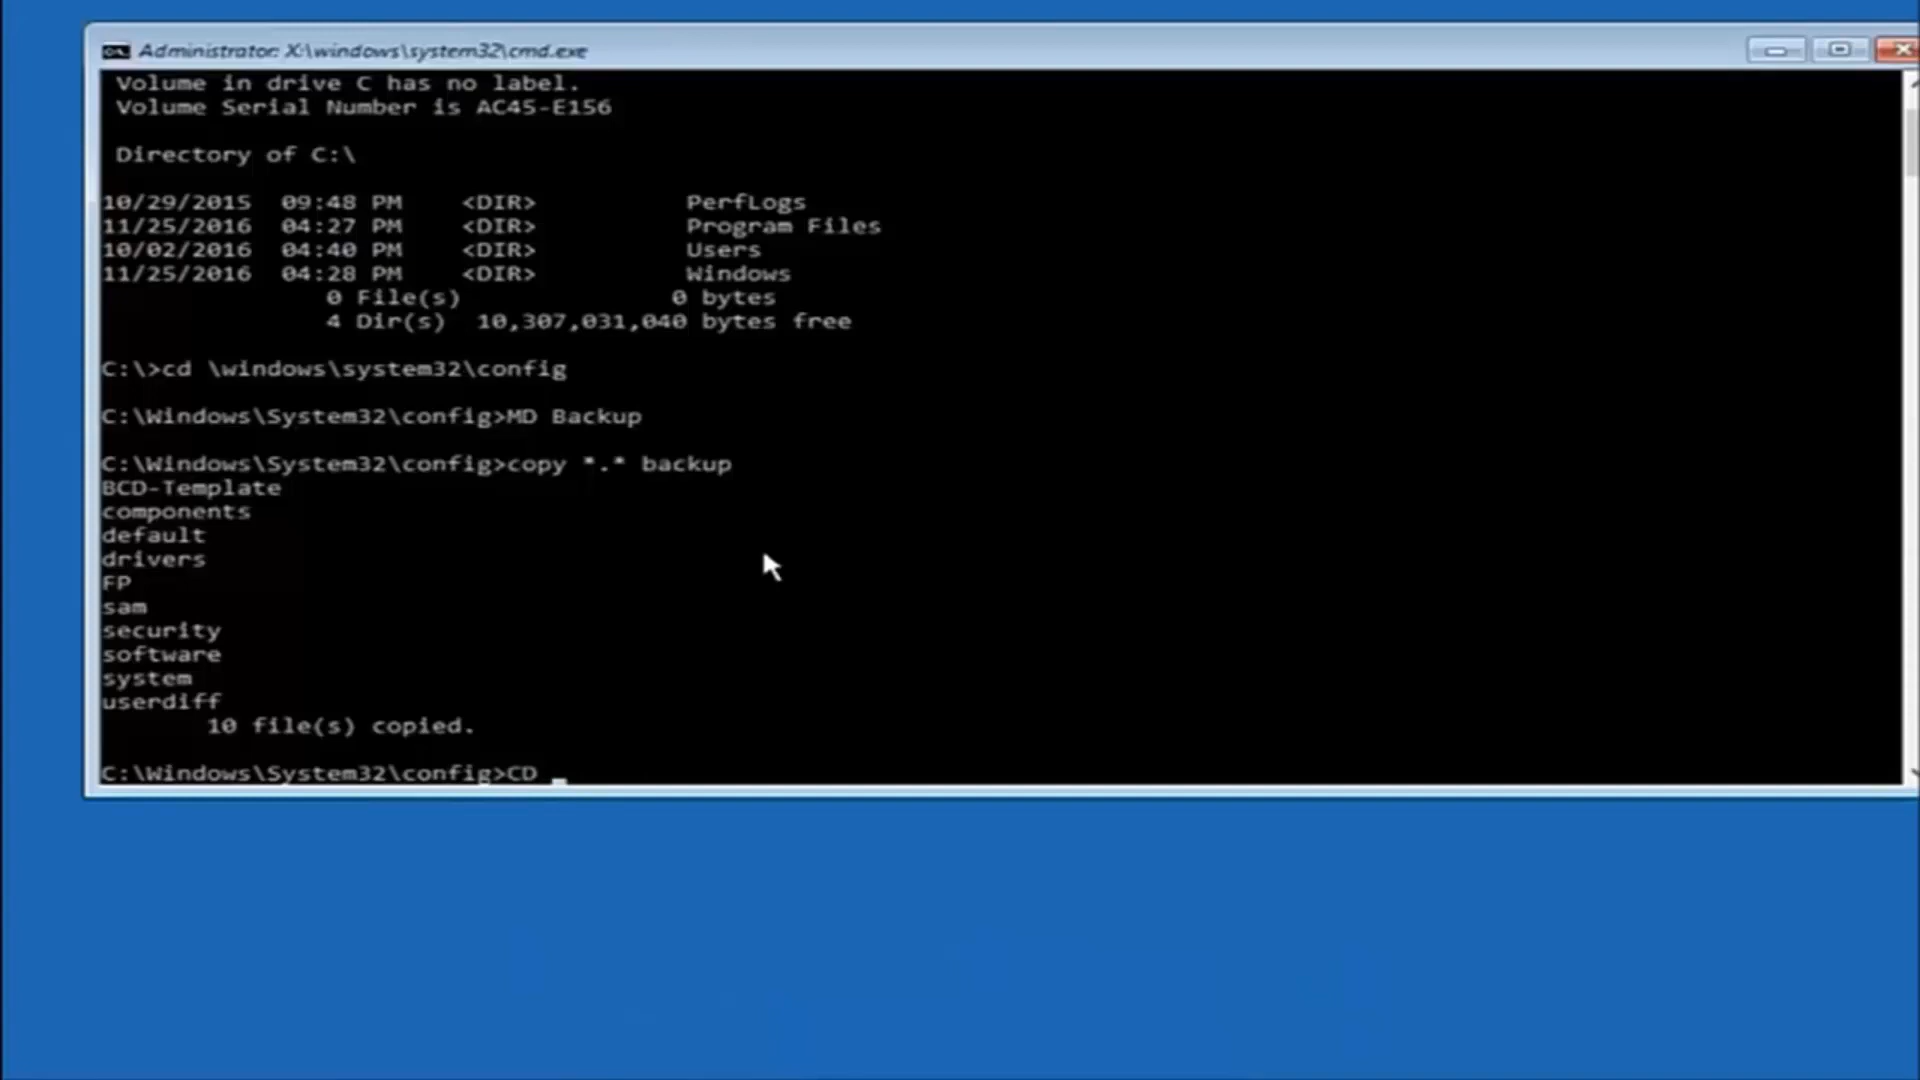 Administrator: X:\windows\system32\cmd.exe
Volume in drive C has no label.
Volume Serial Number is AC45-E156
Directory of C:\
10/29/2015 09:48 PM <DIR> PerfLogs
11/25/2016 04:27 PM <DIR> Program Files
10/02/2016 04:40 PM <DIR> Users
11/25/2016 04:28 PM <DIR> Windows
0 File(s) 0 bytes
4 Dir(s) 10,307,031,040 bytes free
C:\>cd \windows\system32\config
C:\Windows\System32\config>MD Backup
C:\Windows\System32\config>copy *.* backup
BCD-Template
components
default
drivers
FP
sam
security
software
system
userdiff
10 file(s) copied.
C:\Windows\System32\config>CD _